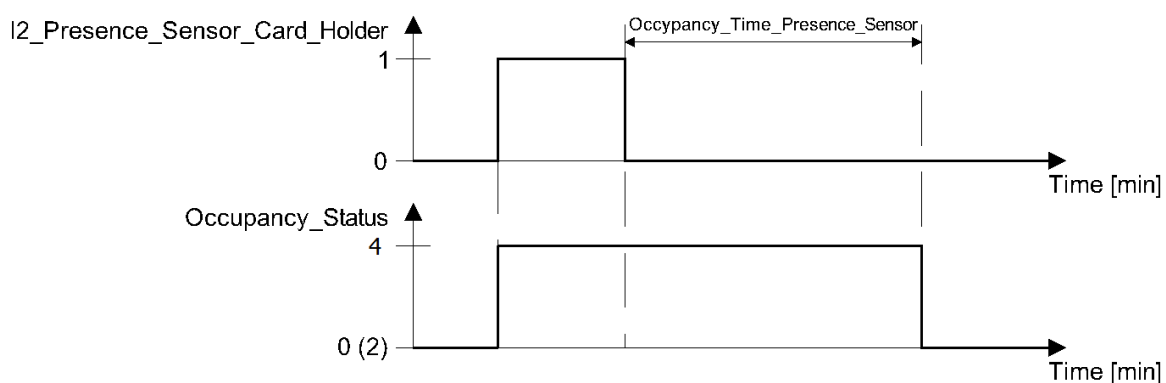 I2_Presence_Sensor_Card_Holder
Occypancy_Time_Presence_Sensor
1
0
Time [min]
Occupancy_Status
4
0 (2)
Time [min]